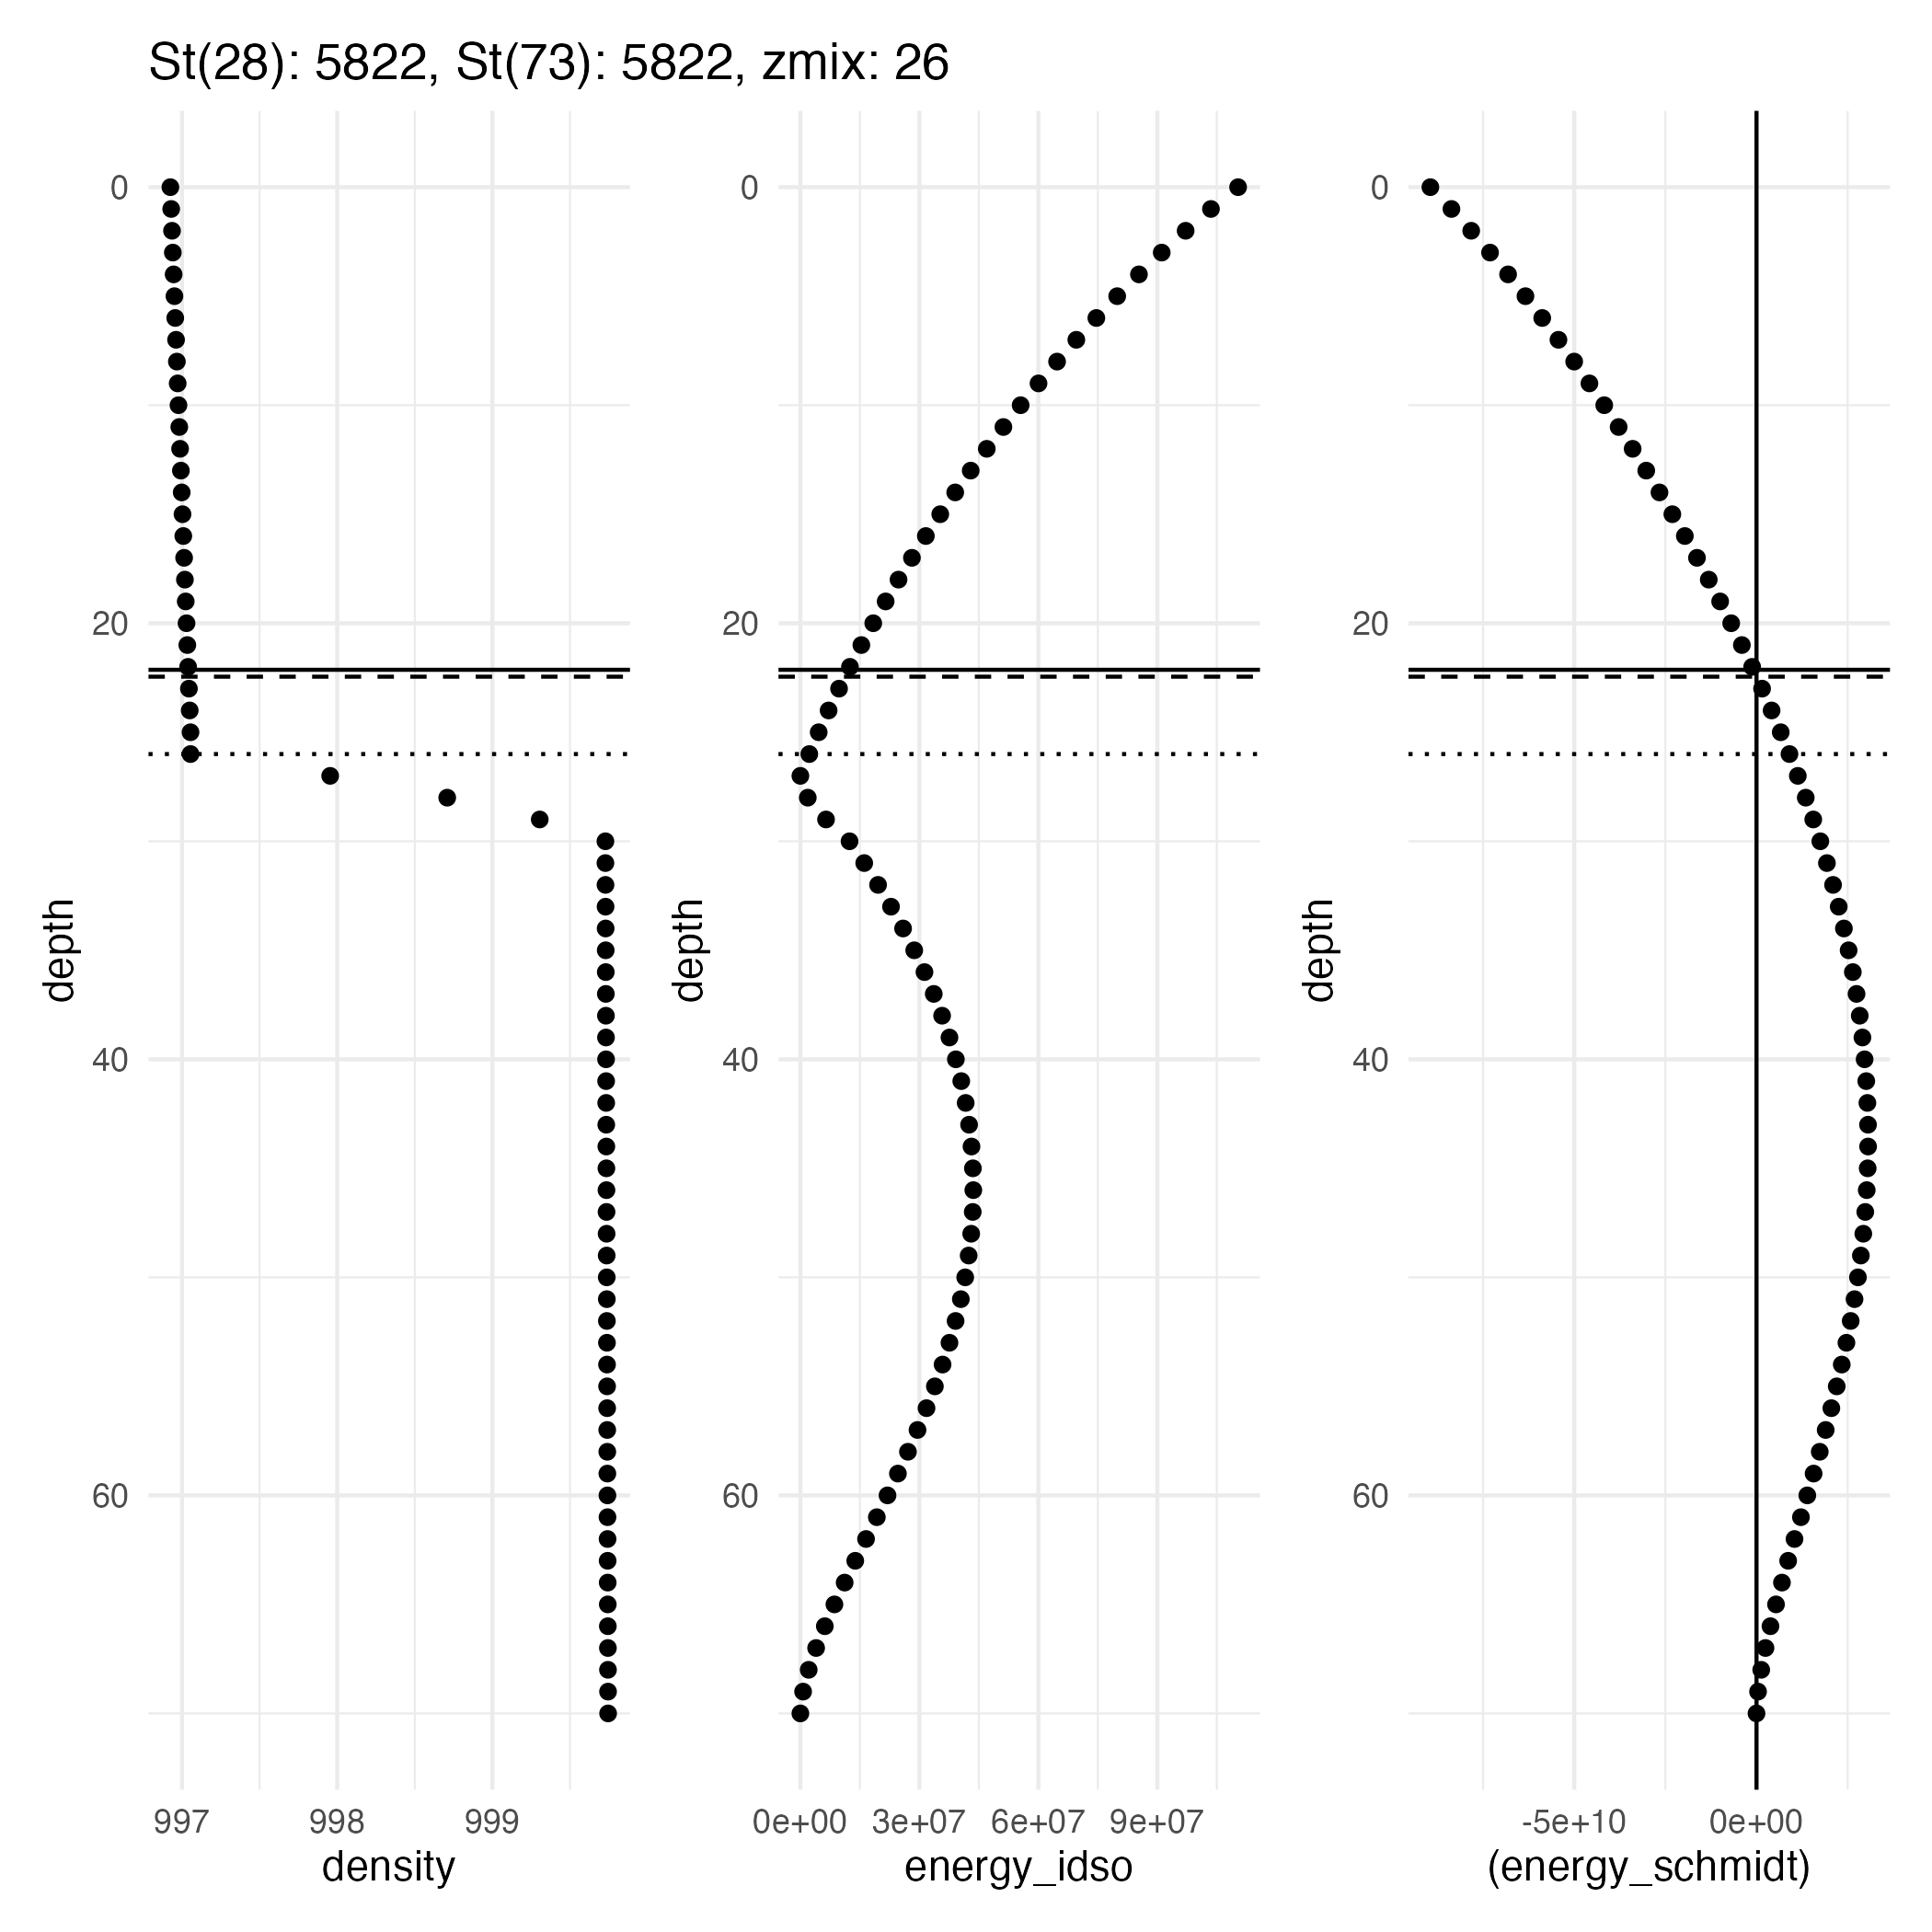 St(28): 5822, St(73): 5822, zmix: 26
0
20
40
60
depth
997 998 999
density
0
20
40
60
depth
0e+00 3e+07 6e+07 9e+07
energy_idso
0
20
40
60
depth
-5e+10 0e+00
(energy_schmidt)